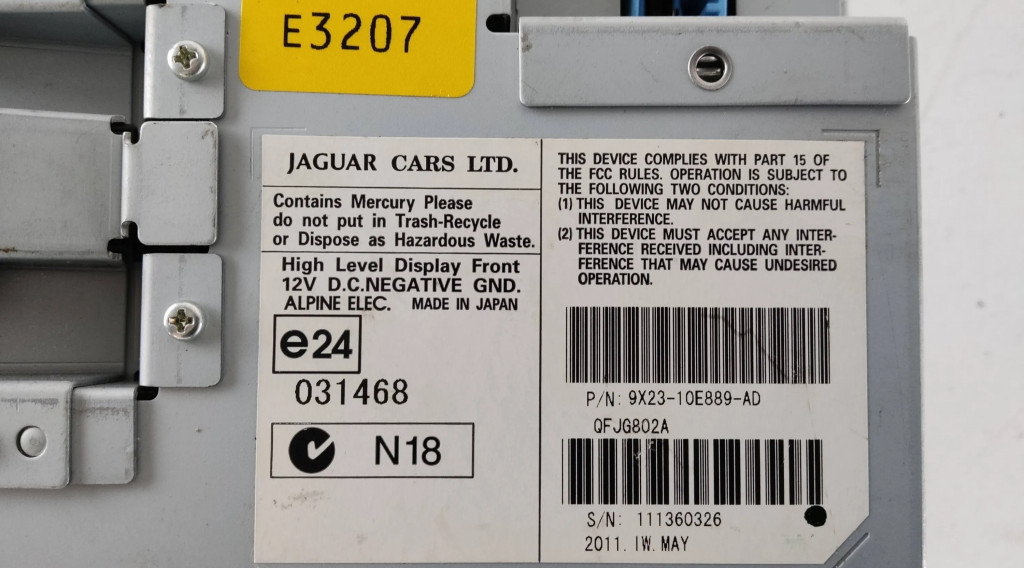 E3207
JAGUAR CARS LTD.
Contains Mercury Please
do not put in Trash-Recycle
or Dispose as Hazardous Waste.
High Level Display Front
12V D.C.NEGATIVE GND.
ALPINE ELEC. MADE IN JAPAN
e24
031468
N18
THIS DEVICE COMPLIES WITH PART 15 OF
THE FCC RULES. OPERATION IS SUBJECT TO
THE FOLLOWING TWO CONDITIONS:
(1) THIS DEVICE MAY NOT CAUSE HARMFUL
INTERFERENCE.
(2) THIS DEVICE MUST ACCEPT ANY INTER-
FERENCE RECEIVED INCLUDING INTER-
FERENCE THAT MAY CAUSE UNDESIRED
OPERATION.
P/N: 9X23-10E889-AD
QFJG802A
S/N: 111360326
2011. IW. MAY